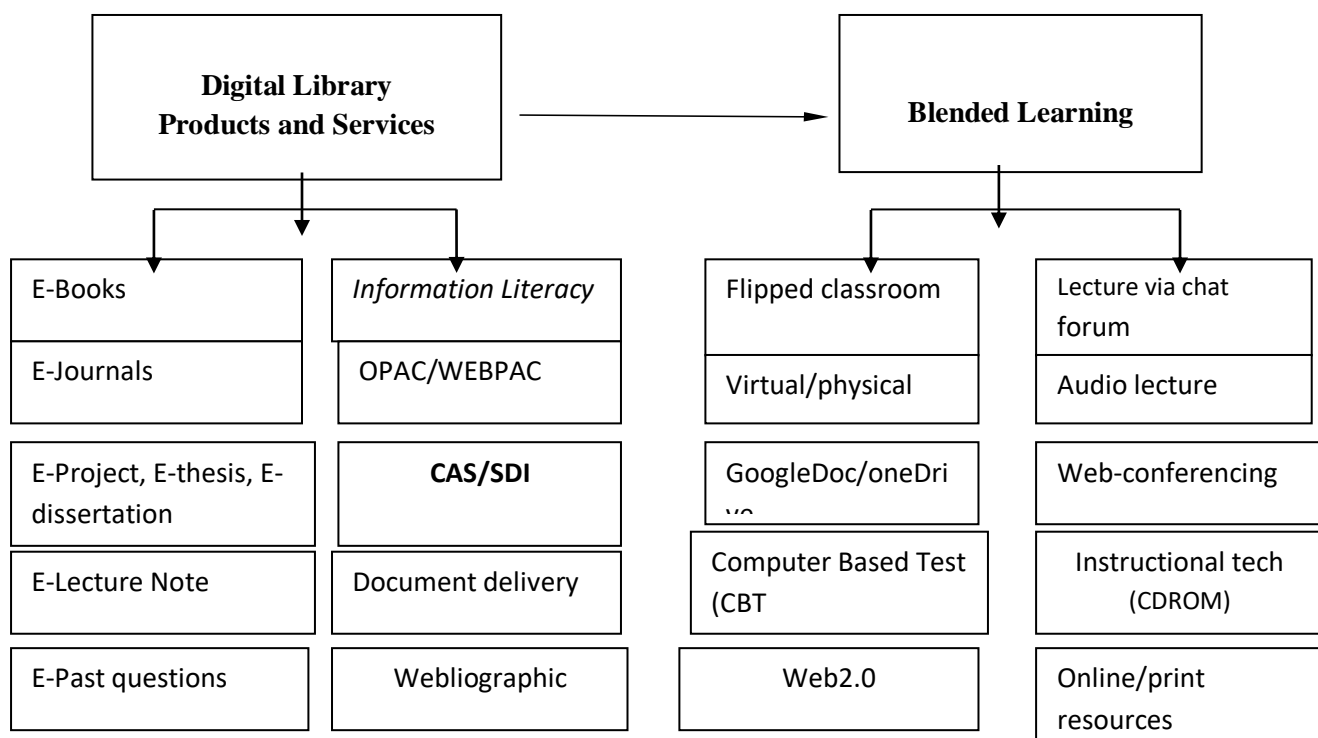 Digital Library
Products and Services
Blended Learning
E-Books
Information Literacy
Flipped classroom
Lecture via chat
forum
E-Journals
OPAC/WEBPAC
Virtual/physical
Audio lecture
E-Project, E-thesis, E-
dissertation
CAS/SDI
GoogleDoc/oneDri
Web-conferencing
E-Lecture Note
Document delivery
Computer Based Test
(CBT
Instructional tech
(CDROM)
E-Past questions
Webliographic
Web2.0
Online/print
resources